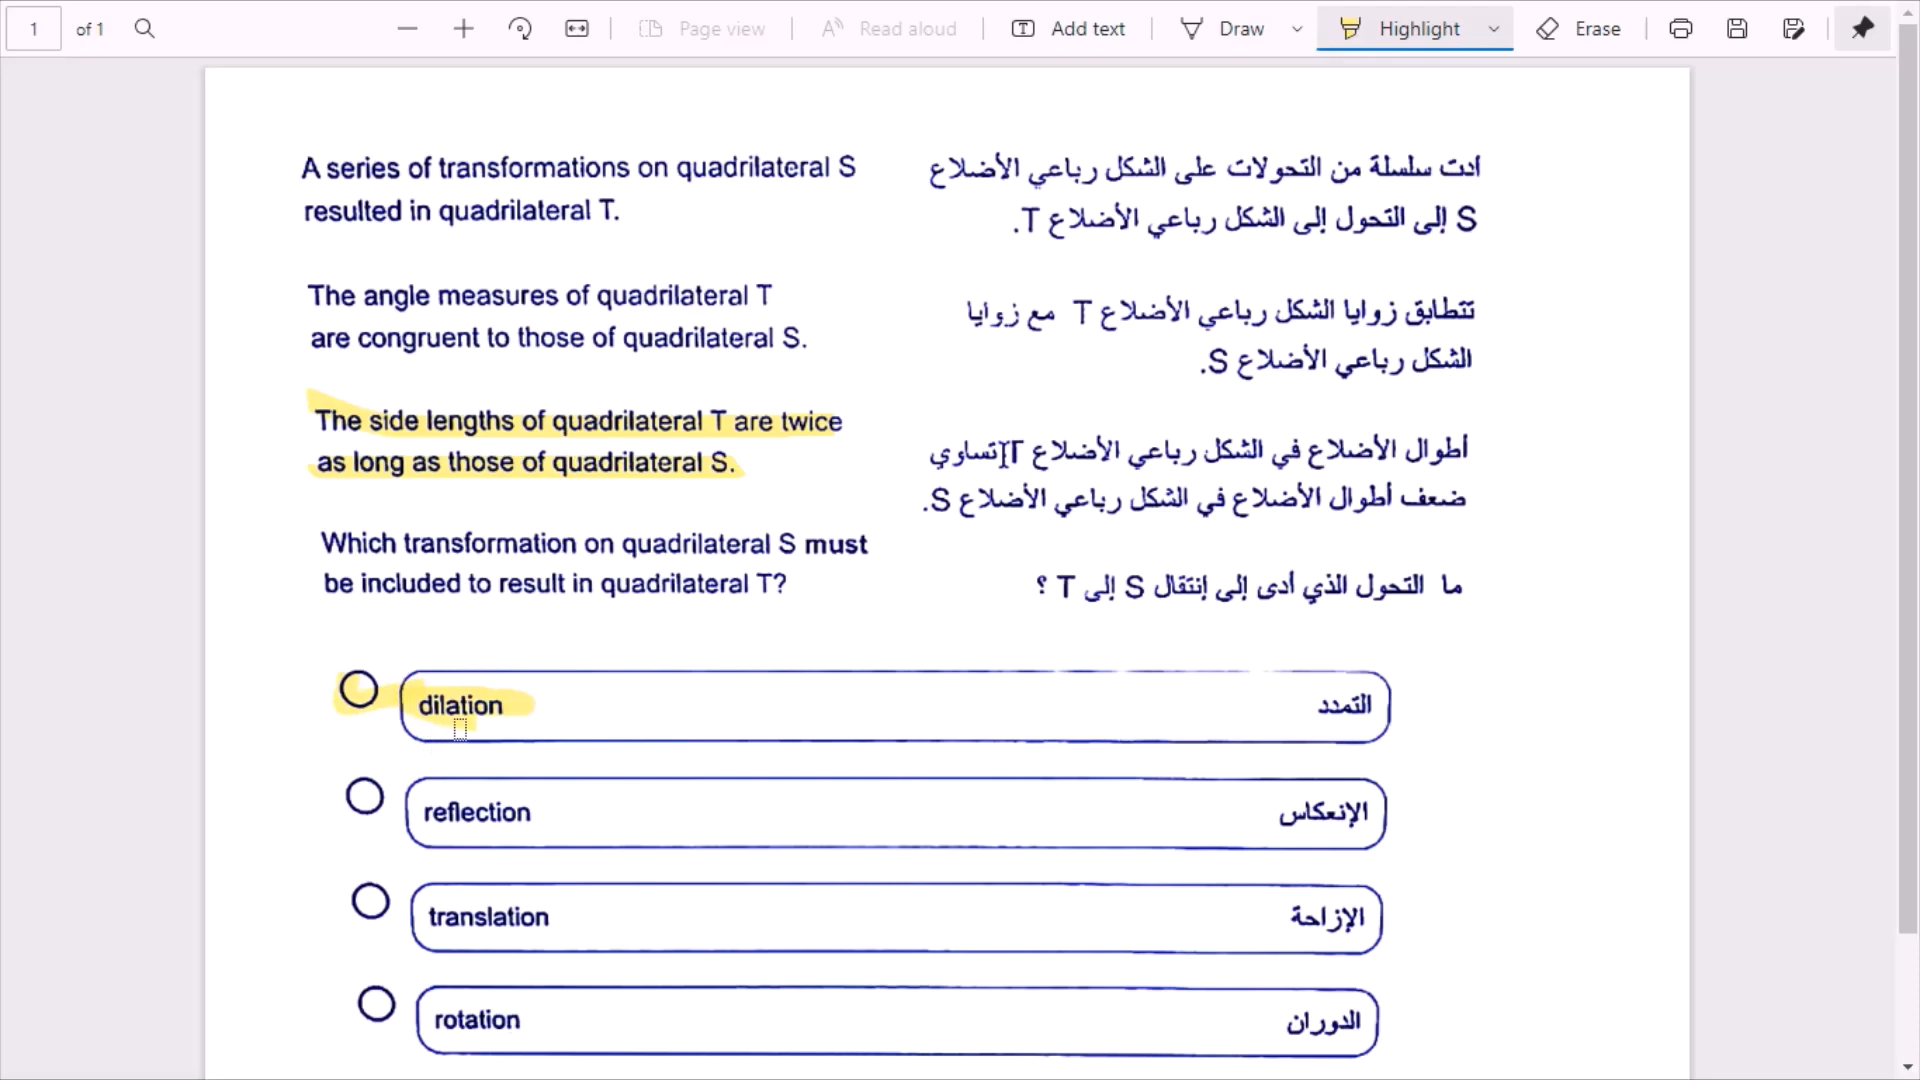 1 of 1 Page view Read aloud Add text Draw Highlight Erase
A series of transformations on quadrilateral S
resulted in quadrilateral T.
The angle measures of quadrilateral T
are congruent to those of quadrilateral S.
The side lengths of quadrilateral T are twice
as long as those of quadrilateral S.
Which transformation on quadrilateral S must
be included to result in quadrilateral T?
ادت سلسلة من التحولات على الشكل رباعي الأضلاع
S إلى التحول إلى الشكل رباعي الأضلاع T.
تتطابق زوايا الشكل رباعي الأضلاع T مع زوايا
الشكل رباعي الأضلاع S.
أطوال الأضلاع في الشكل رباعي الأضلاع T تساوي
ضعف أطوال الأضلاع في الشكل رباعي الأضلاع S.
ما التحول الذي أدى إلى إنتقال S إلى T ؟
dilation التمدد
reflection الإنعكاس
translation الإزاحة
rotation الدوران